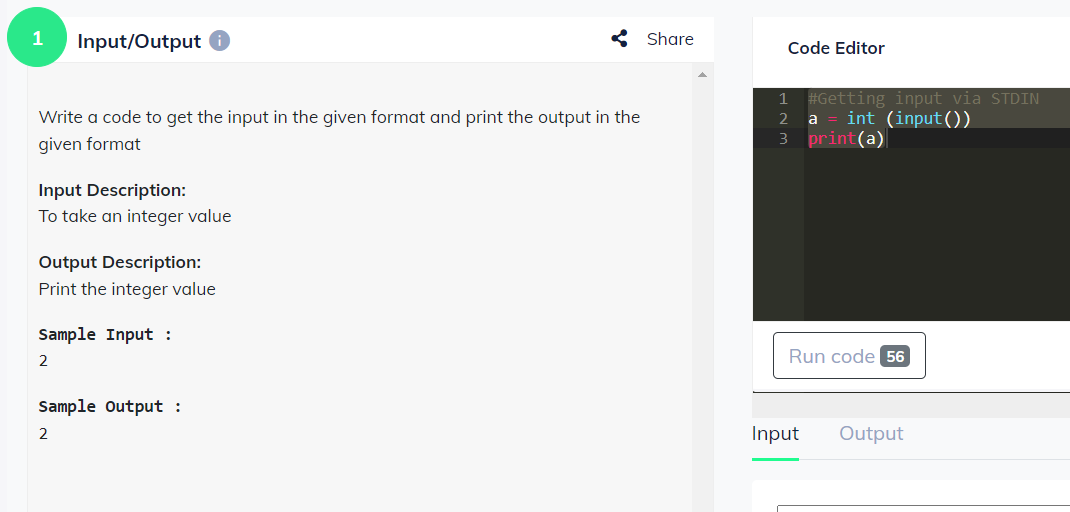 1
Input/Output i
Share
Write a code to get the input in the given format and print the output in the
given format
Input Description:
To take an integer value
Output Description:
Print the integer value
Sample Input :
2
Sample Output :
2
Code Editor
1 #Getting input via STDIN
2 a = int (input())
3 print(a)
Run code 56
Input Output